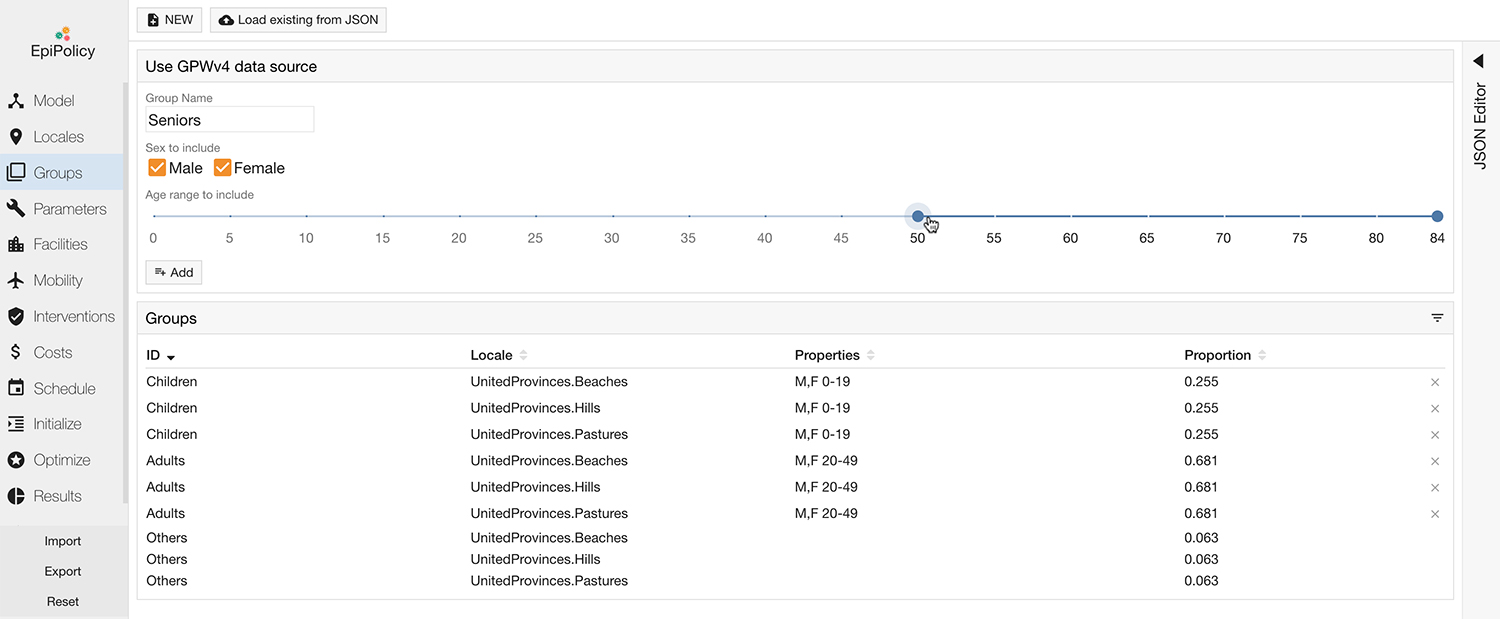 EpiPolicy
Model
Locales
Groups
Parameters
Facilities
Mobility
Interventions
Costs
Schedule
Initialize
Optimize
Results
Import
Export
Reset
NEW Load existing from JSON
Use GPWv4 data source
Group Name
Seniors
Sex to include
Male Female
Age range to include
0 5 10 15 20 25 30 35 40 45 50 55 60 65 70 75 80 84
Add
Groups
ID Locale Properties Proportion
Children UnitedProvinces.Beaches M,F 0-19 0.255
Children UnitedProvinces.Hills M,F 0-19 0.255
Children UnitedProvinces.Pastures M,F 0-19 0.255
Adults UnitedProvinces.Beaches M,F 20-49 0.681
Adults UnitedProvinces.Hills M,F 20-49 0.681
Adults UnitedProvinces.Pastures M,F 20-49 0.681
Others UnitedProvinces.Beaches 0.063
Others UnitedProvinces.Hills 0.063
Others UnitedProvinces.Pastures 0.063
JSON Editor